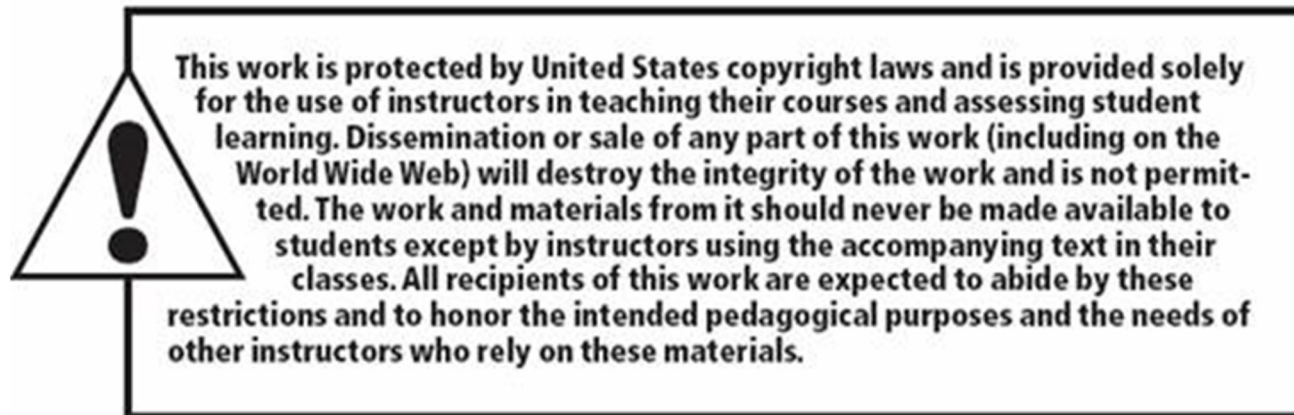 This work is protected by United States copyright laws and is provided solely
for the use of instructors in teaching their courses and assessing student
learning. Dissemination or sale of any part of this work (including on the
World Wide Web) will destroy the integrity of the work and is not permit-
ted. The work and materials from it should never be made available to
students except by instructors using the accompanying text in their
classes. All recipients of this work are expected to abide by these
restrictions and to honor the intended pedagogical purposes and the needs of
other instructors who rely on these materials.